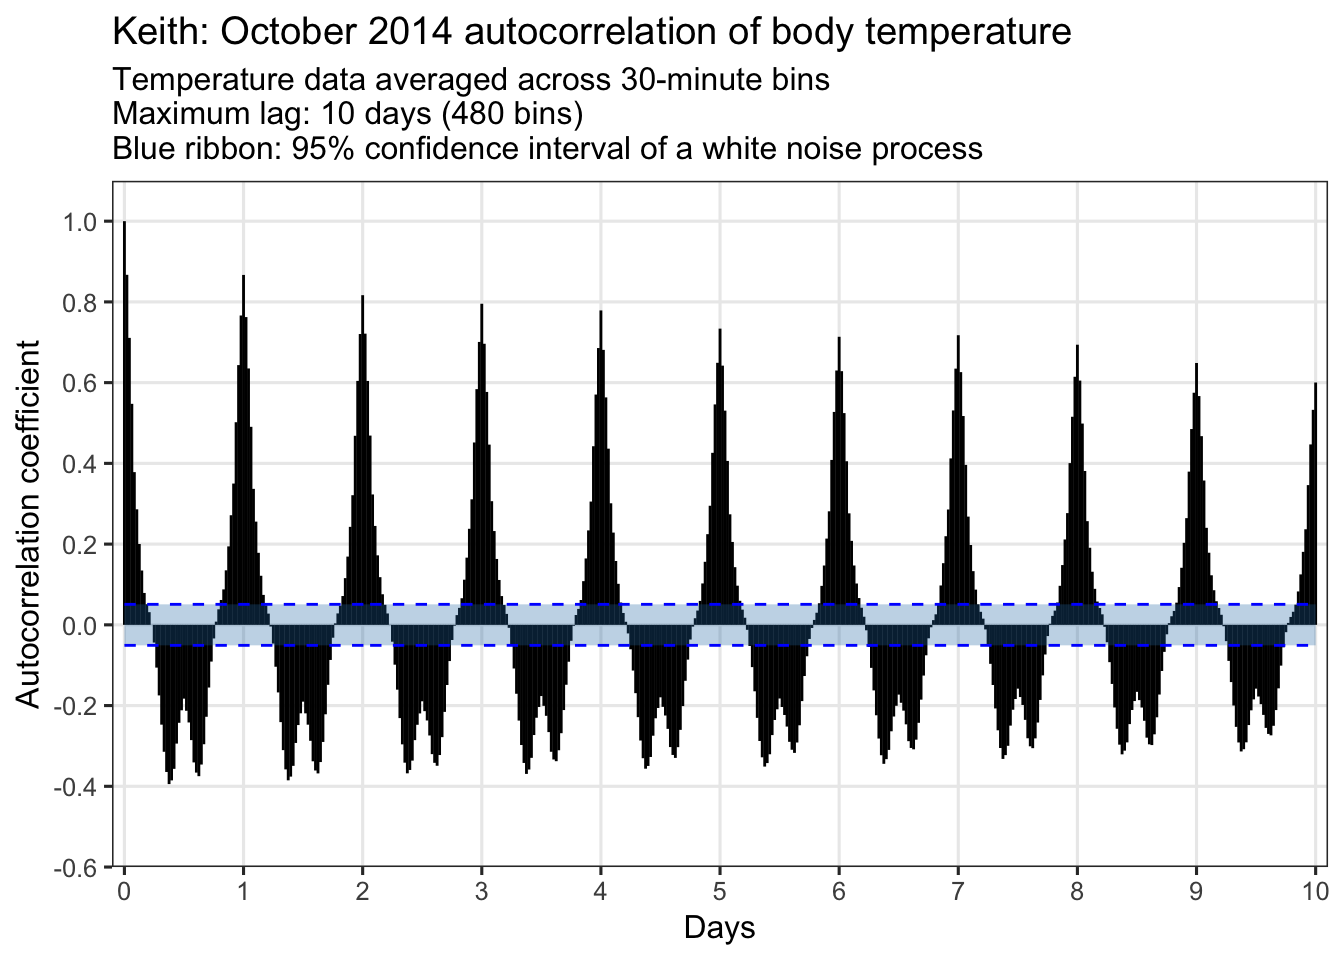 Keith: October 2014 autocorrelation of body temperature
Temperature data averaged across 30-minute bins
Maximum lag: 10 days (480 bins)
Blue ribbon: 95% confidence interval of a white noise process
Autocorrelation coefficient
1.0
0.8
0.6
0.4
0.2
0.0
-0.2
-0.4
-0.6
0 1 2 3 4 5 6 7 8 9 10
Days